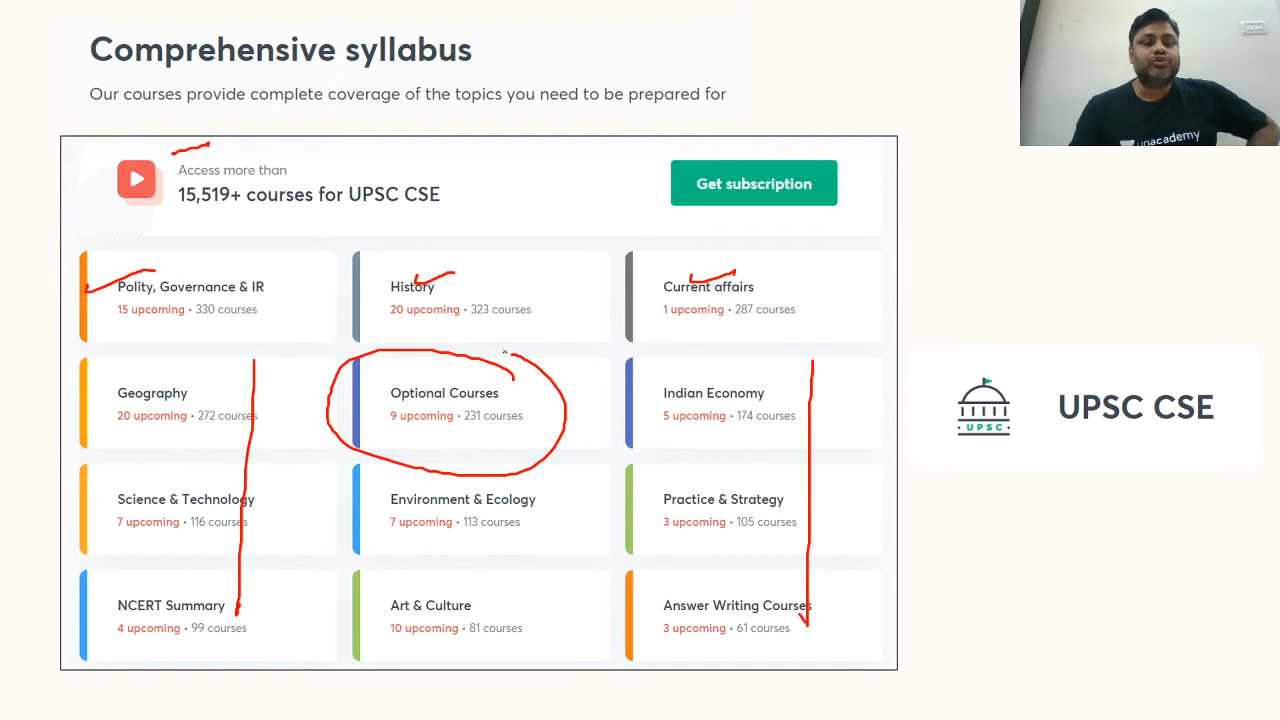 Comprehensive syllabus
Our courses provide complete coverage of the topics you need to be prepared for
Access more than
15,519+ courses for UPSC CSE
Get subscription
Polity, Governance & IR
15 upcoming • 330 courses
History
20 upcoming • 323 courses
Current affairs
1 upcoming • 287 courses
Geography
20 upcoming • 272 courses
Optional Courses
9 upcoming • 231 courses
Indian Economy
5 upcoming • 174 courses
Science & Technology
7 upcoming • 116 courses
Environment & Ecology
7 upcoming • 113 courses
Practice & Strategy
3 upcoming • 105 courses
NCERT Summary
4 upcoming • 99 courses
Art & Culture
10 upcoming • 81 courses
Answer Writing Courses
3 upcoming • 61 courses
UPSC
UPSC CSE
unacademy